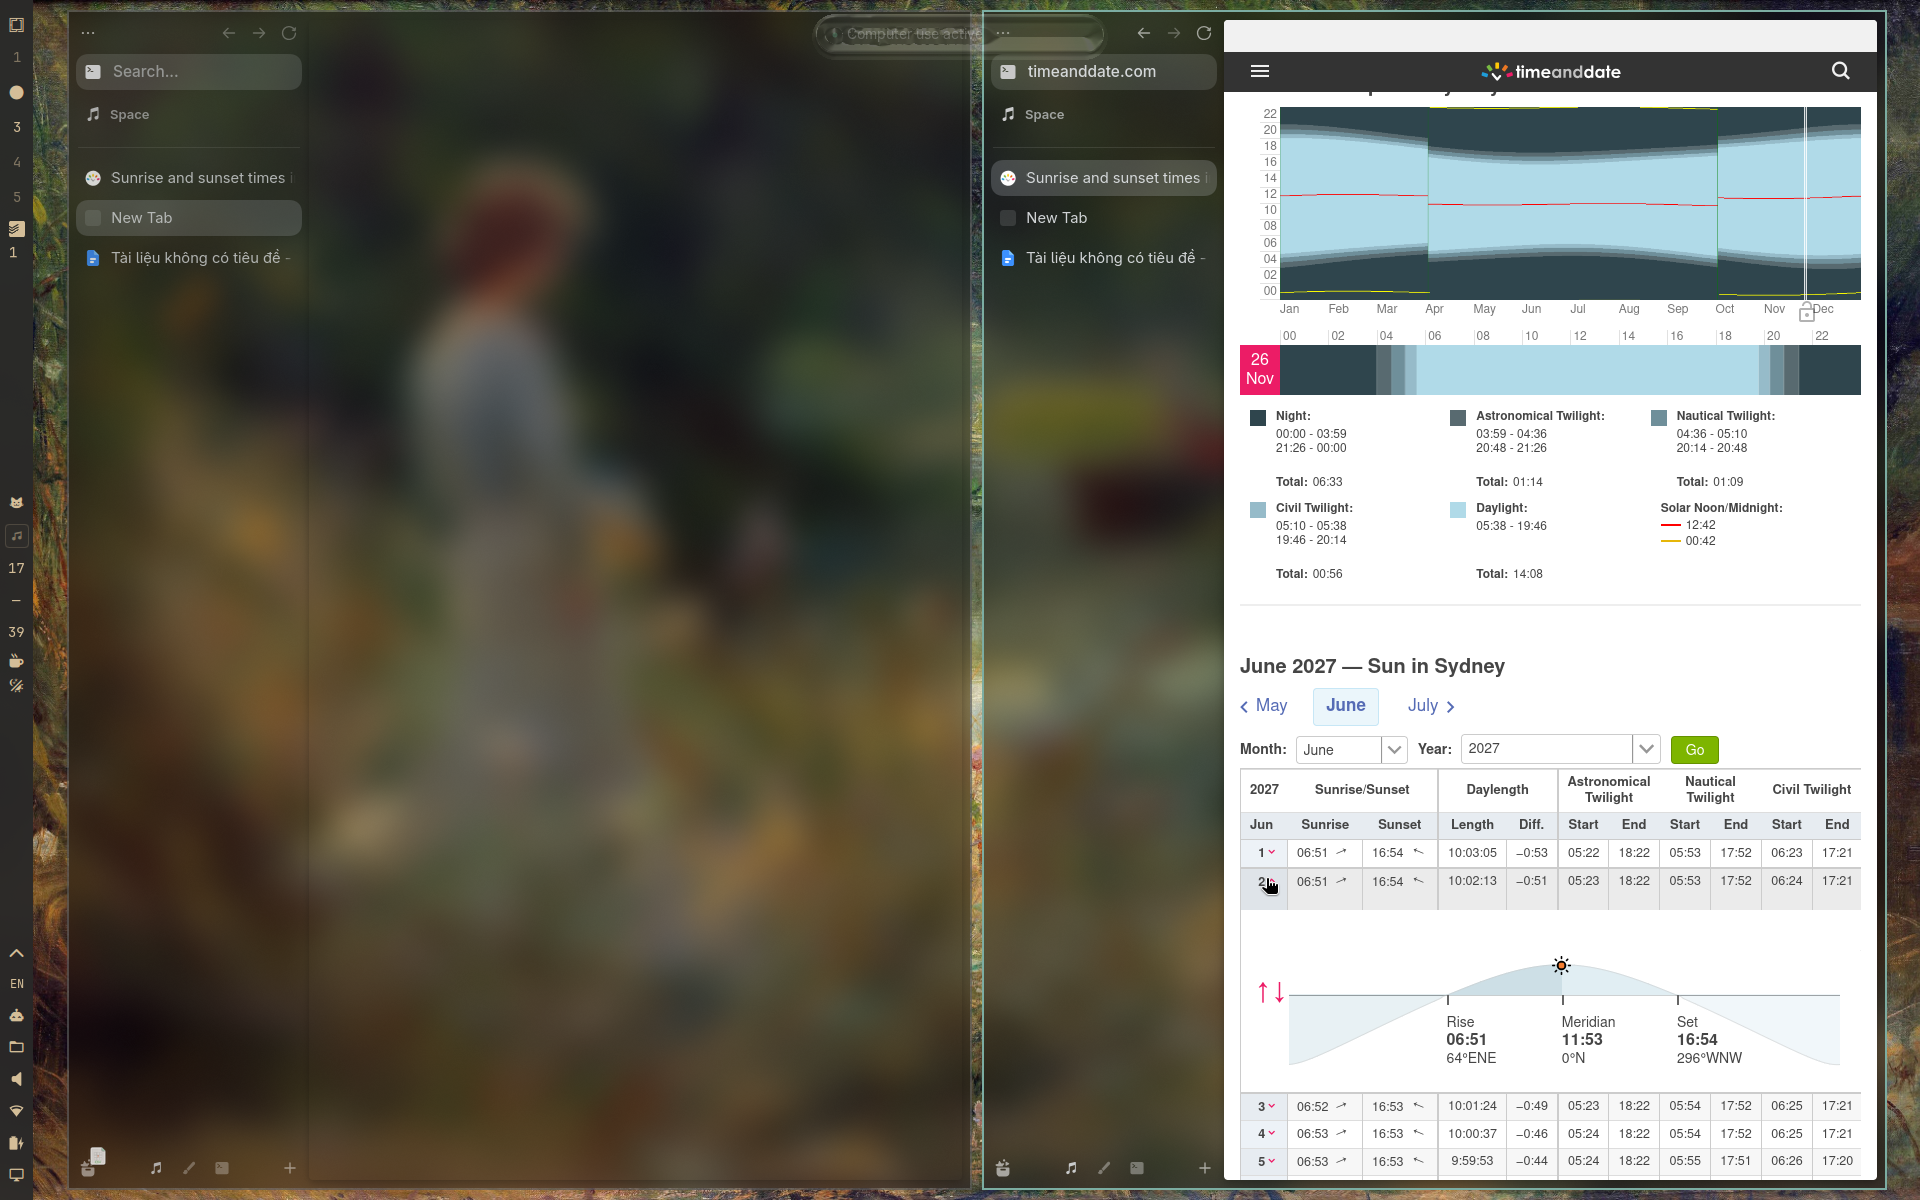 1
3
4
5
1
17
39
EN
Search...
Space
Sunrise and sunset times i
New Tab
Tài liệu không có tiêu đề -
Computer use active
timeanddate.com
Space
Sunrise and sunset times i
New Tab
Tài liệu không có tiêu đề -
timeanddate
22
20
18
16
14
12
10
08
06
04
02
00
Jan Feb Mar Apr May Jun Jul Aug Sep Oct Nov Dec
00 02 04 06 08 10 12 14 16 18 20 22
26
Nov
Night:
00:00 - 03:59
21:26 - 00:00
Total: 06:33
Astronomical Twilight:
03:59 - 04:36
20:48 - 21:26
Total: 01:14
Nautical Twilight:
04:36 - 05:10
20:14 - 20:48
Total: 01:09
Civil Twilight:
05:10 - 05:38
19:46 - 20:14
Total: 00:56
Daylight:
05:38 - 19:46
Total: 14:08
Solar Noon/Midnight:
12:42
00:42
June 2027 — Sun in Sydney
May June July
Month: June Year: 2027 Go
2027 Sunrise/Sunset Daylength Astronomical Twilight Nautical Twilight Civil Twilight
Jun Sunrise Sunset Length Diff. Start End Start End Start End
1 06:51 16:54 10:03:05 −0:53 05:22 18:22 05:53 17:52 06:23 17:21
2 06:51 16:54 10:02:13 −0:51 05:23 18:22 05:53 17:52 06:24 17:21
↑↓
Rise
06:51
64°ENE
Meridian
11:53
0°N
Set
16:54
296°WNW
3 06:52 16:53 10:01:24 −0:49 05:23 18:22 05:54 17:52 06:25 17:21
4 06:53 16:53 10:00:37 −0:46 05:24 18:22 05:54 17:52 06:25 17:21
5 06:53 16:53 9:59:53 −0:44 05:24 18:22 05:55 17:51 06:26 17:20